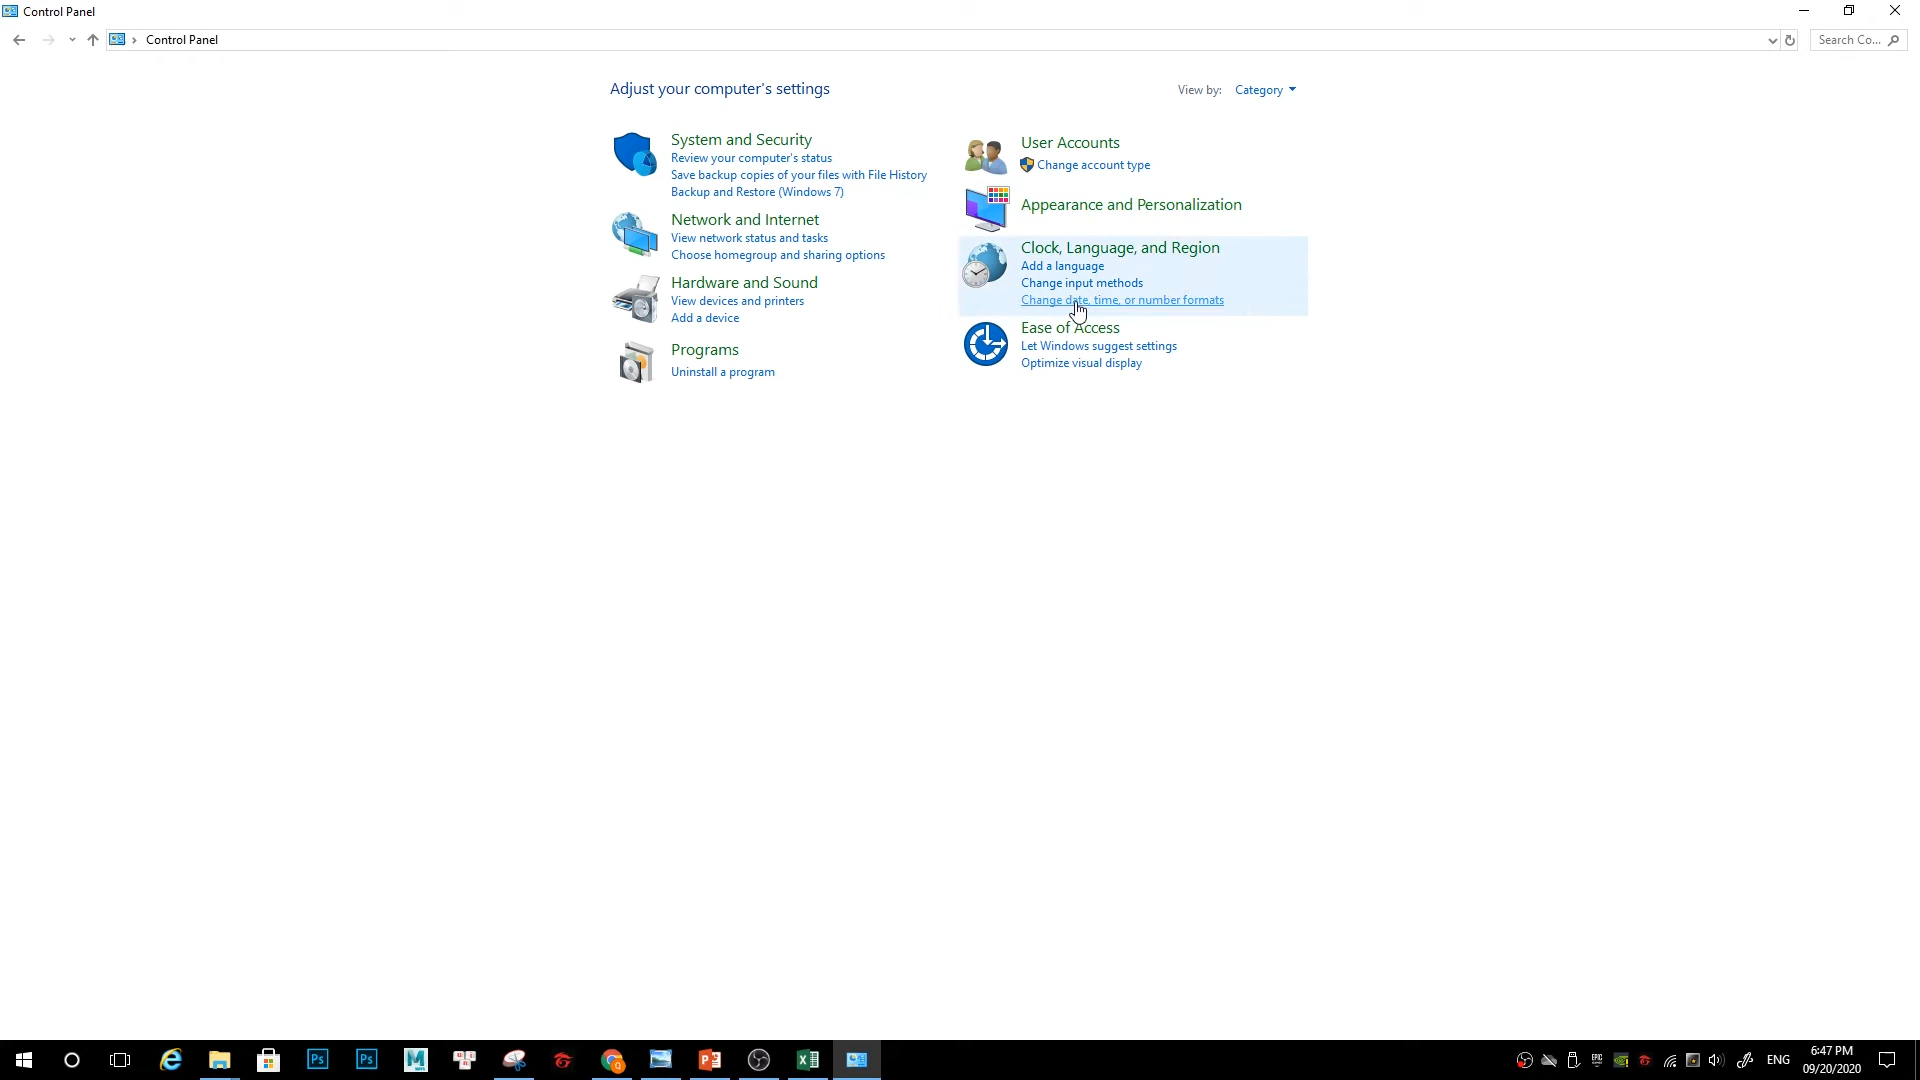 Control Panel
Control Panel
Search Co...
Adjust your computer's settings
View by: Category
System and Security
Review your computer's status
Save backup copies of your files with File History
Backup and Restore (Windows 7)
Network and Internet
View network status and tasks
Choose homegroup and sharing options
Hardware and Sound
View devices and printers
Add a device
Programs
Uninstall a program
User Accounts
Change account type
Appearance and Personalization
Clock, Language, and Region
Add a language
Change input methods
Change date, time, or number formats
Ease of Access
Let Windows suggest settings
Optimize visual display
Ps
Ps
M
ENG
6:47 PM
09/20/2020